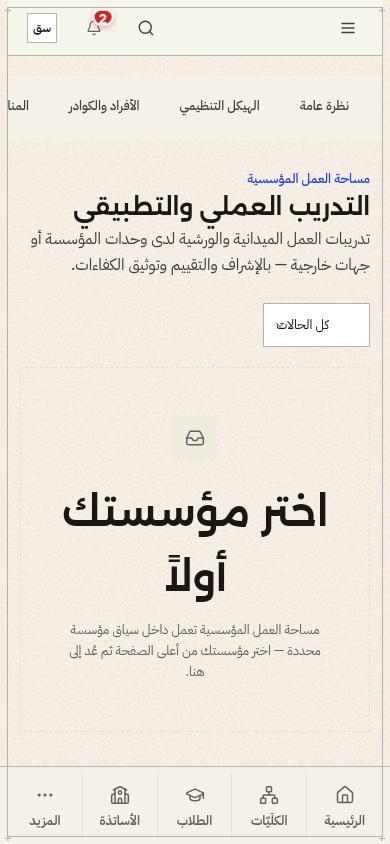 سق
2
نظرة عامة
الهيكل التنظيمي
الأفراد والكوادر
المنا
مساحة العمل المؤسسية
التدريب العملي والتطبيقي
تدريبات العمل الميدانية والورشية لدى وحدات المؤسسة أو
جهات خارجية — بالإشراف والتقييم وتوثيق الكفاءات.
كل الحالات
اختر مؤسستك
أولاً
مساحة العمل المؤسسية تعمل داخل سياق مؤسسة
محددة — اختر مؤسستك من أعلى الصفحة ثم عُد إلى
هنا.
الرئيسية
الكلّيّات
الطلاب
الأساتذة
المزيد